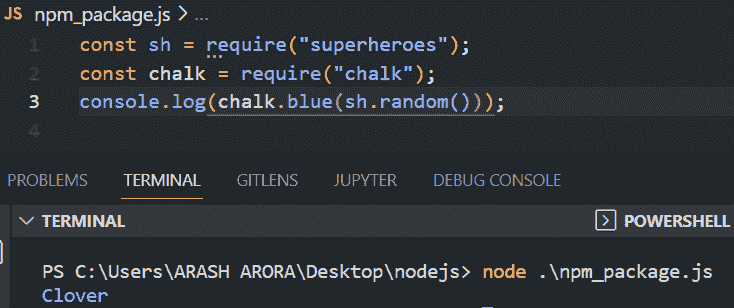 JS npm_package.js > ...
1 const sh = require("superheroes");
2 const chalk = require("chalk");
3 console.log(chalk.blue(sh.random()));
4
PROBLEMS TERMINAL GITLENS JUPYTER DEBUG CONSOLE
TERMINAL POWERSHELL
PS C:\Users\ARASH ARORA\Desktop\nodejs> node .\npm_package.js
Clover